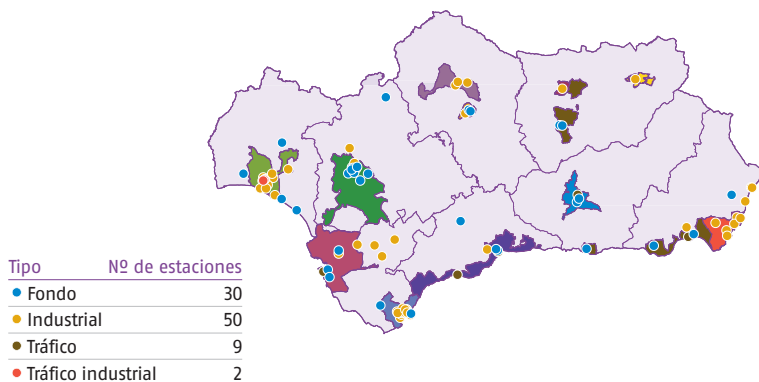 Tipo Nº de estaciones
Fondo 30
Industrial 50
Tráfico 9
Tráfico industrial 2